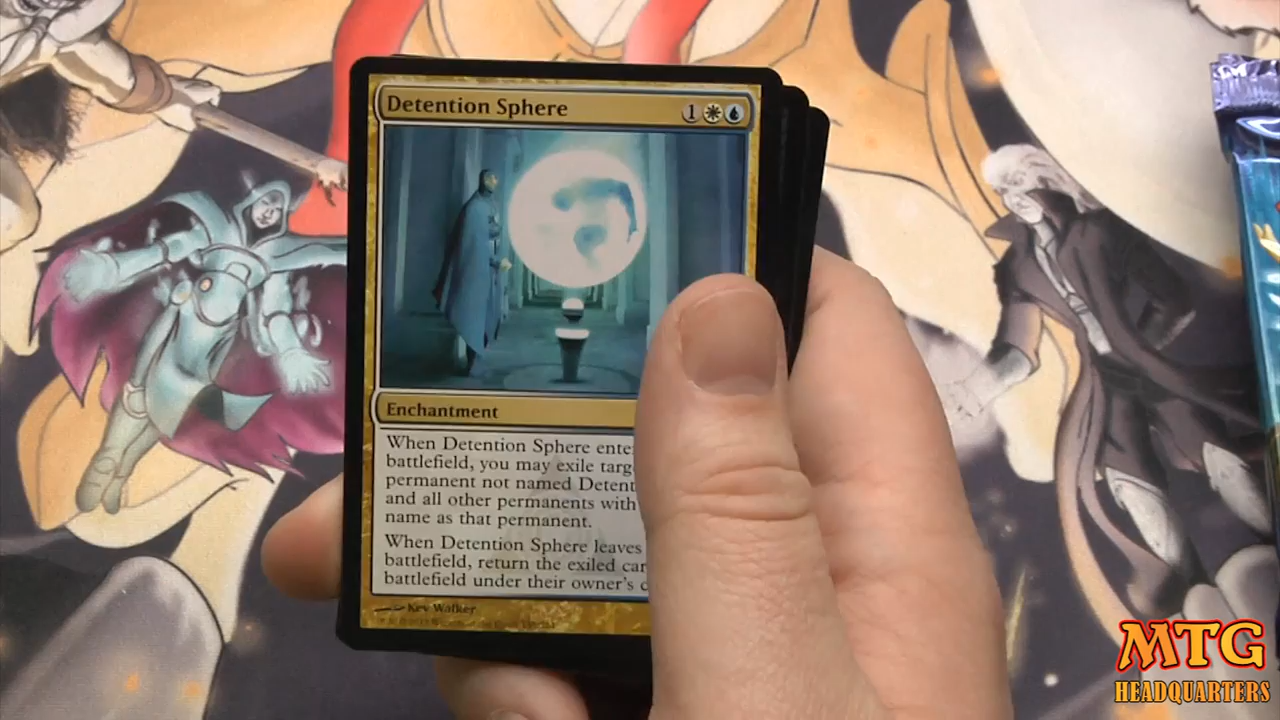 Detention Sphere 1
Enchantment
When Detention Sphere ente
battlefield, you may exile targ
permanent not named Detent
and all other permanents with
name as that permanent.
When Detention Sphere leaves
battlefield, return the exiled car
battlefield under their owner's c
Kev Walker
MTG
HEADQUARTERS